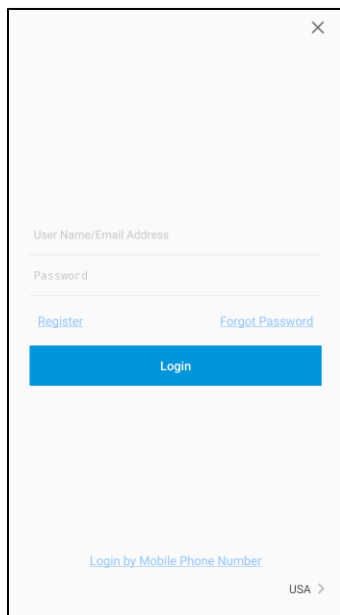 User Name/Email Address
Password
Register Forgot Password
Login
Login by Mobile Phone Number
USA >